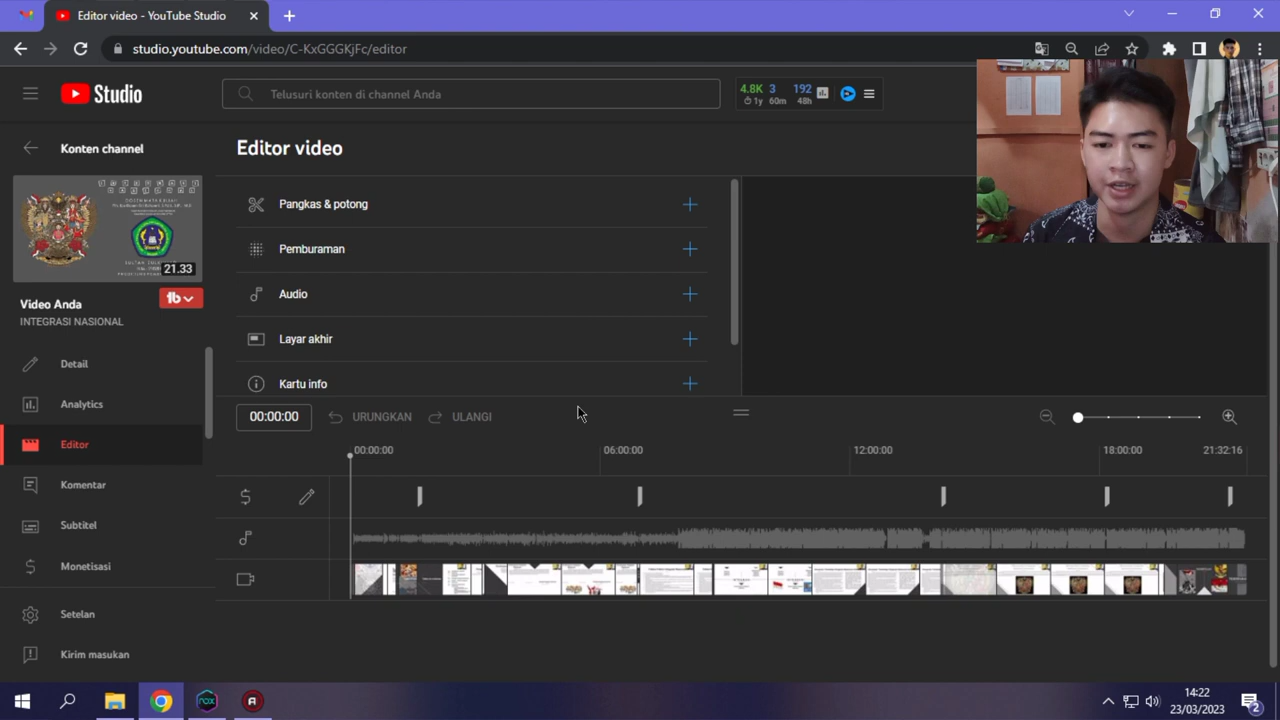 Editor video - YouTube Studio
studio.youtube.com/video/C-KxGGGKjFc/editor
Studio
Telusuri konten di channel Anda
4.8K 3 192
1y 60m 48h
Konten channel
Editor video
21.33
Pangkas & potong
Pemburaman
Audio
Layar akhir
Kartu info
Video Anda
INTEGRASI NASIONAL
Detail
Analytics
Editor
Komentar
Subtitel
Monetisasi
Setelan
Kirim masukan
00:00:00
URUNGKAN
ULANGI
00:00:00
06:00:00
12:00:00
18:00:00
21:32:16
14:22
23/03/2023
2